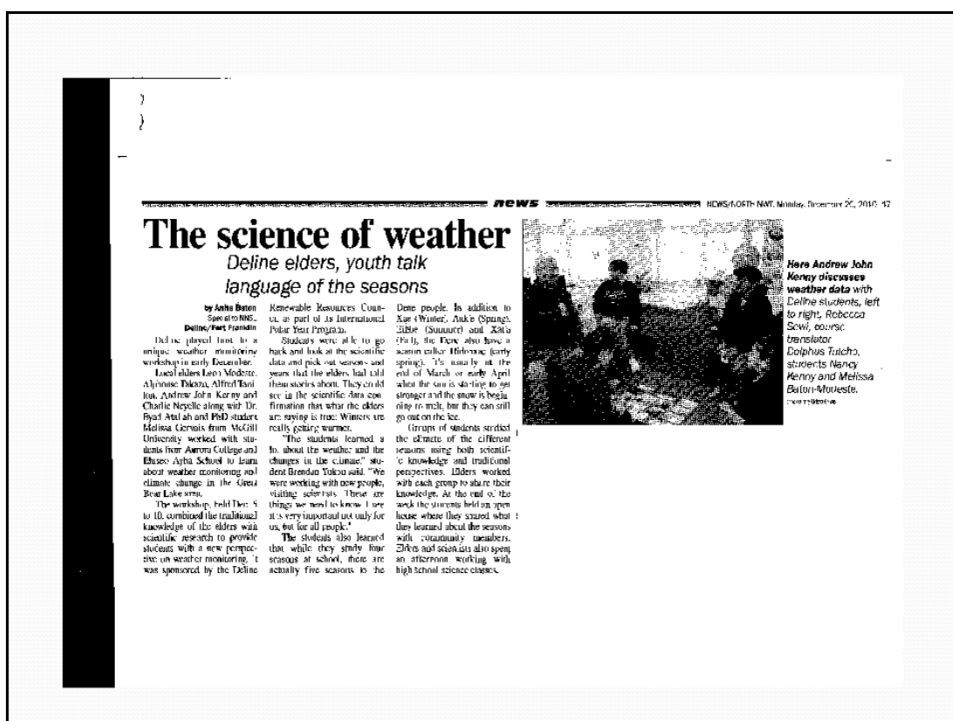 news
NEWS/NORTH NWT, Monday, December 20, 2010 17
The science of weather
Deline elders, youth talk
language of the seasons
by
Special to NNSL
Deline/Fort Franklin
Deline played host to a
unique weather monitoring
workshop in early December.
Local elders Leon Modeste,
Alphonse Takazo, Alfred
Andrew John Kenny and
Charlie Neyelle along with Dr.
Eyad Atallah and PhD student
Melissa Gervais from McGill
University worked with stu-
dents from Aurora College and
Ehtseo Ayha School to learn
about weather monitoring and
climate change in the Great
Bear Lake area.
The workshop, held Dec. 5
to 10, combined the traditional
knowledge of the elders with
scientific research to provide
students with a new perspec-
tive on weather monitoring. It
was sponsored by the Deline
Renewable Resources Coun-
cil as part of its International
Polar Year Program.
Students were able to go
back and look at the scientific
data and pick out seasons and
years that the elders had told
them stories about. They could
see in the scientific data con-
firmation that what the elders
are saying is true: Winters are
really getting warmer.
"The students learned a
lot about the weather and the
changes in the climate," stu-
dent Brendan said. "We
were working with new people,
visiting scientists. These are
things we need to know. I see
it is very important not only for
us, but for all people."
The students also learned
that while they study four
seasons at school, there are
actually five seasons to the
Dene people. In addition to
Xae (Winter), (Spring),
(Summer) and
(Fall), the Dene also have a
season called (early
spring). "It's usually at the
end of March or early April
when the sun is starting to get
stronger and the snow is begin-
ning to melt, but they can still
go out on the ice.
Groups of students studied
the climate of the different
seasons using both scientif-
ic knowledge and traditional
perspectives. Elders worked
with each group to share their
knowledge. At the end of the
week the students held an open
house where they shared what
they learned about the seasons
with community members.
Elders and scientists also spent
an afternoon working with
high school science classes.
Here Andrew John
Kenny discusses
weather data with
Deline students, left
to right, Rebecca
Sewi, course
translator
Dolphus Tutcho,
students Nancy
Kenny and Melissa
Baton-Modeste.